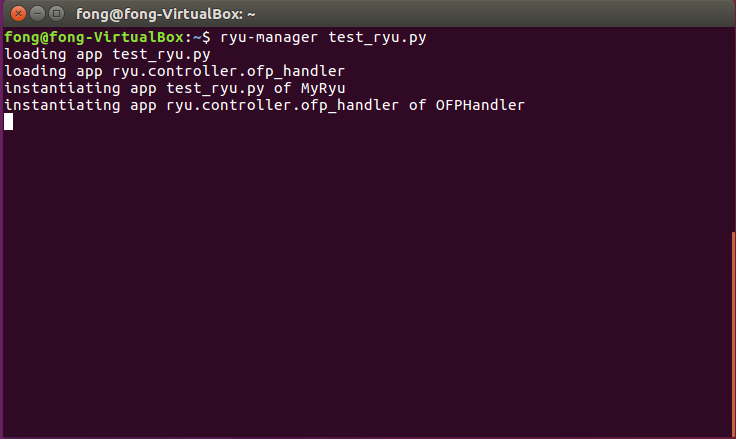 fong@fong-VirtualBox: ~
fong@fong-VirtualBox:~$ ryu-manager test_ryu.py
loading app test_ryu.py
loading app ryu.controller.ofp_handler
instantiating app test_ryu.py of MyRyu
instantiating app ryu.controller.ofp_handler of OFPHandler